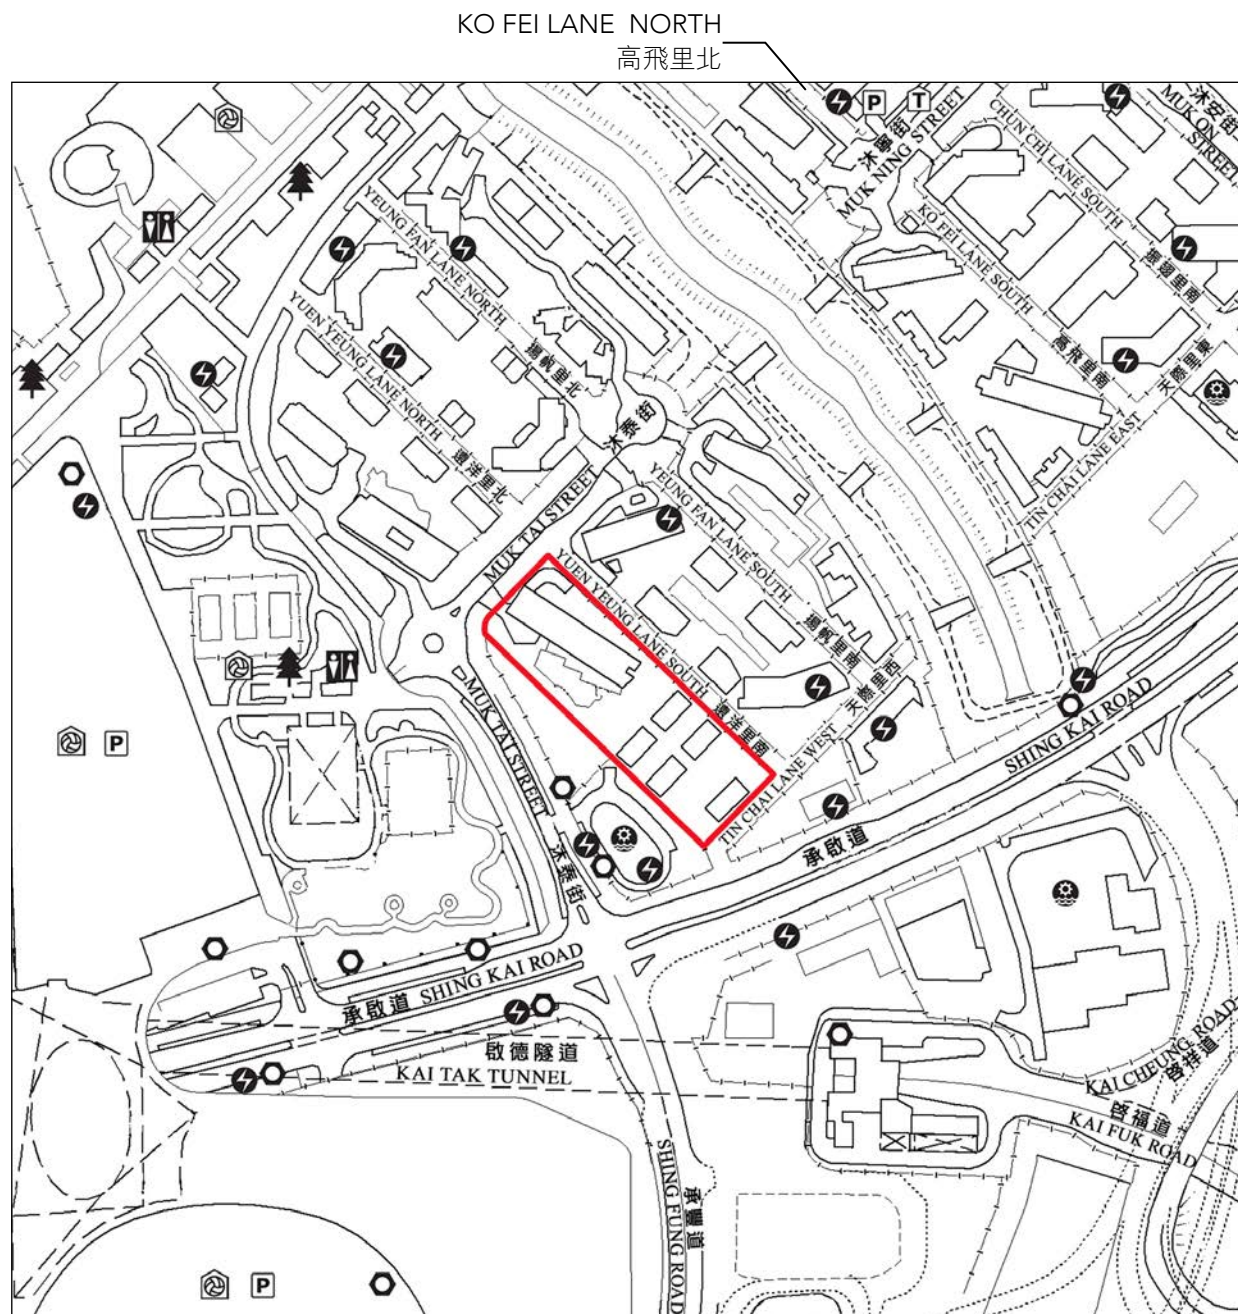 KO FEI LANE  NORTH
高飛里北
P
T
沐寧街
MUK NING STREET
CHUN CHI LANE SOUTH
振翅里南
沐安街
MUK ON STREET
KO FEI LANE SOUTH
高飛里南
天際里東
TIN CHAI LANE EAST
YEUNG FAN LANE NORTH
揚帆里北
YUEN YEUNG LANE NORTH
遠洋里北
沐泰街
MUK TAI STREET
YEUNG FAN LANE SOUTH
揚帆里南
YUEN YEUNG LANE SOUTH
遠洋里南
天際里西
TIN CHAI LANE WEST
MUK TAI STREET
沐泰街
P
SHING KAI ROAD
承啟道
承啟道 SHING KAI ROAD
啟德隧道
KAI TAK TUNNEL
KAI CHEUNG ROAD
啓祥道
啓福道
KAI FUK ROAD
SHING FUNG ROAD
承豐道
P